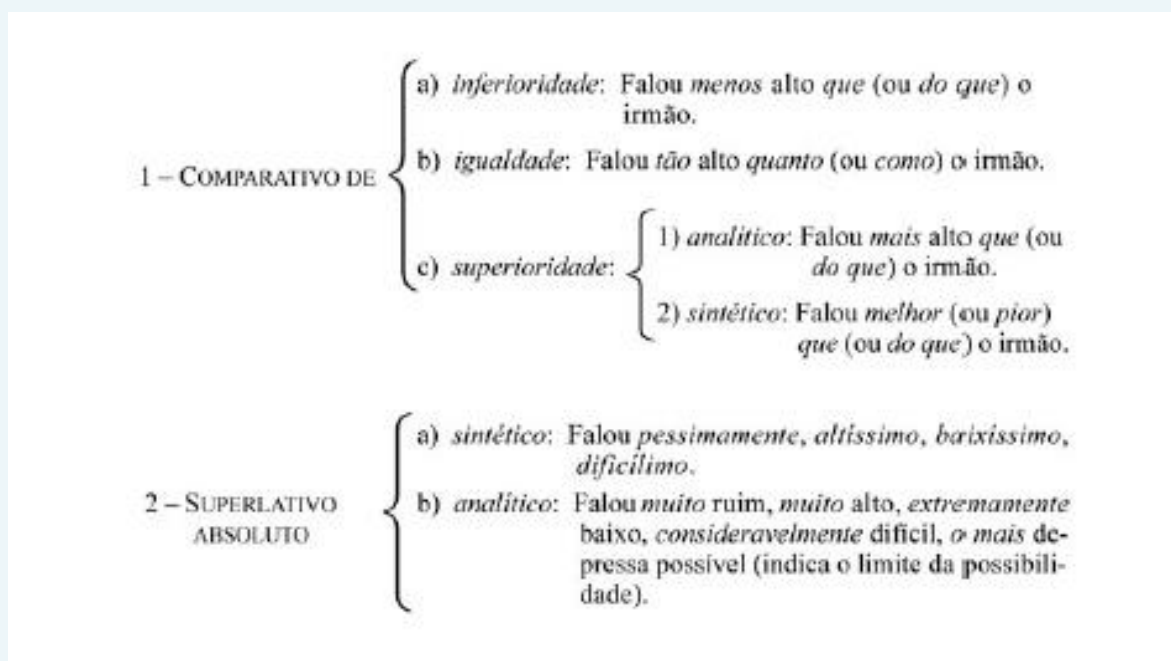 a) inferioridade: Falou menos alto que (ou do que) o
irmão.
1 – COMPARATIVO DE
b) igualdade: Falou tão alto quanto (ou como) o irmão.
c) superioridade:
1) analítico: Falou mais alto que (ou
do que) o irmão.
2) sintético: Falou melhor (ou pior)
que (ou do que) o irmão.
2 – SUPERLATIVO
ABSOLUTO
a) sintético: Falou pessimamente, altíssimo, baixíssimo,
dificílimo.
b) analítico: Falou muito ruim, muito alto, extremamente
baixo, consideravelmente difícil, o mais de-
pressa possível (indica o limite da possibili-
dade).